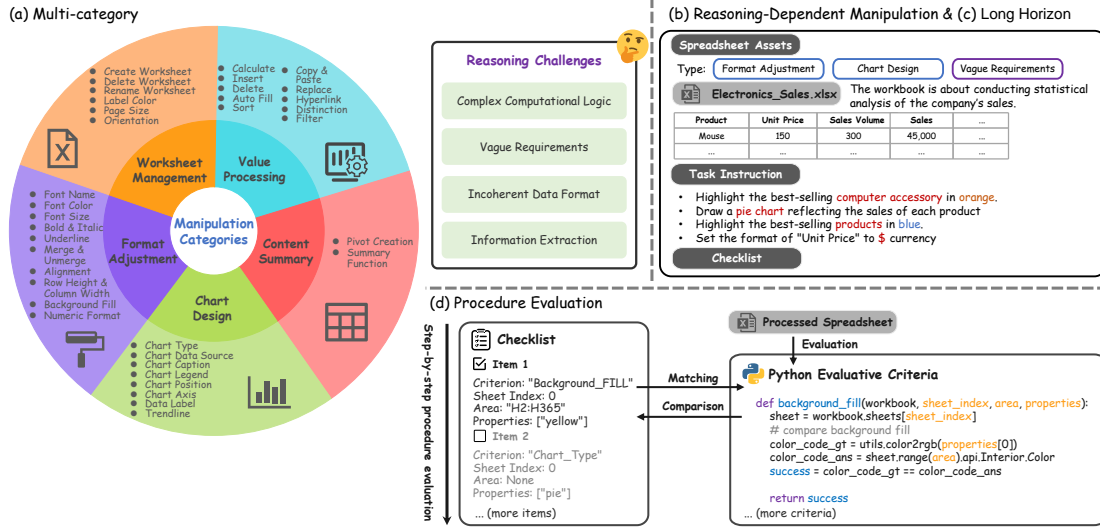 (a) Multi-category
Create Worksheet
Delete Worksheet
Rename Worksheet
Label Color
Page Size
Orientation
Worksheet
Management
Calculate
Insert
Delete
Auto Fill
Sort
Copy &
Paste
Replace
Hyperlink
Distinction
Filter
Value
Processing
Font Name
Font Color
Font Size
Bold & Italic
Underline
Merge &
Unmerge
Alignment
Row Height &
Column Width
Background Fill
Numeric Format
Format
Adjustment
Manipulation
Categories
Content
Summary
Pivot Creation
Summary
Function
Chart
Design
Chart Type
Chart Data Source
Chart Caption
Chart Legend
Chart Position
Chart Axis
Data Label
Trendline
X
Reasoning Challenges
Complex Computational Logic
Vague Requirements
Incoherent Data Format
Information Extraction
(b) Reasoning-Dependent Manipulation & (c) Long Horizon
Spreadsheet Assets
Type: Format Adjustment Chart Design Vague Requirements
X Electronics_Sales.xlsx The workbook is about conducting statistical
analysis of the company's sales.
Product Unit Price Sales Volume Sales ...
Mouse 150 300 45,000 ...
... ... ... ...
Task Instruction
• Highlight the best-selling computer accessory in orange.
• Draw a pie chart reflecting the sales of each product
• Highlight the best-selling products in blue.
• Set the format of "Unit Price" to $ currency
Checklist
(d) Procedure Evaluation
Step-by-step procedure evaluation
Checklist
Item 1
Criterion: "Background_FILL"
Sheet Index: 0
Area: "H2:H365"
Properties: ["yellow"]
Item 2
Criterion: "Chart_Type"
Sheet Index: 0
Area: None
Properties: ["pie"]
... (more items)
Matching
Comparison
X Processed Spreadsheet
Evaluation
Python Evaluative Criteria
def background_fill(workbook, sheet_index, area, properties):
sheet = workbook.sheets[sheet_index]
# compare background fill
color_code_gt = utils.color2rgb(properties[0])
color_code_ans = sheet.range(area).api.Interior.Color
success = color_code_gt == color_code_ans
return success
... (more criteria)